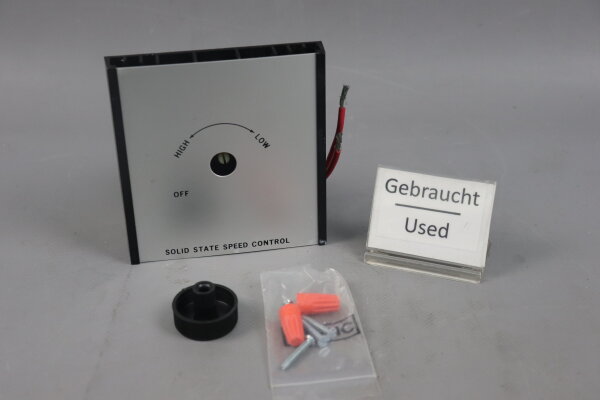 HIGH
LOW
OFF
SOLID STATE SPEED CONTROL
Gebraucht
Used